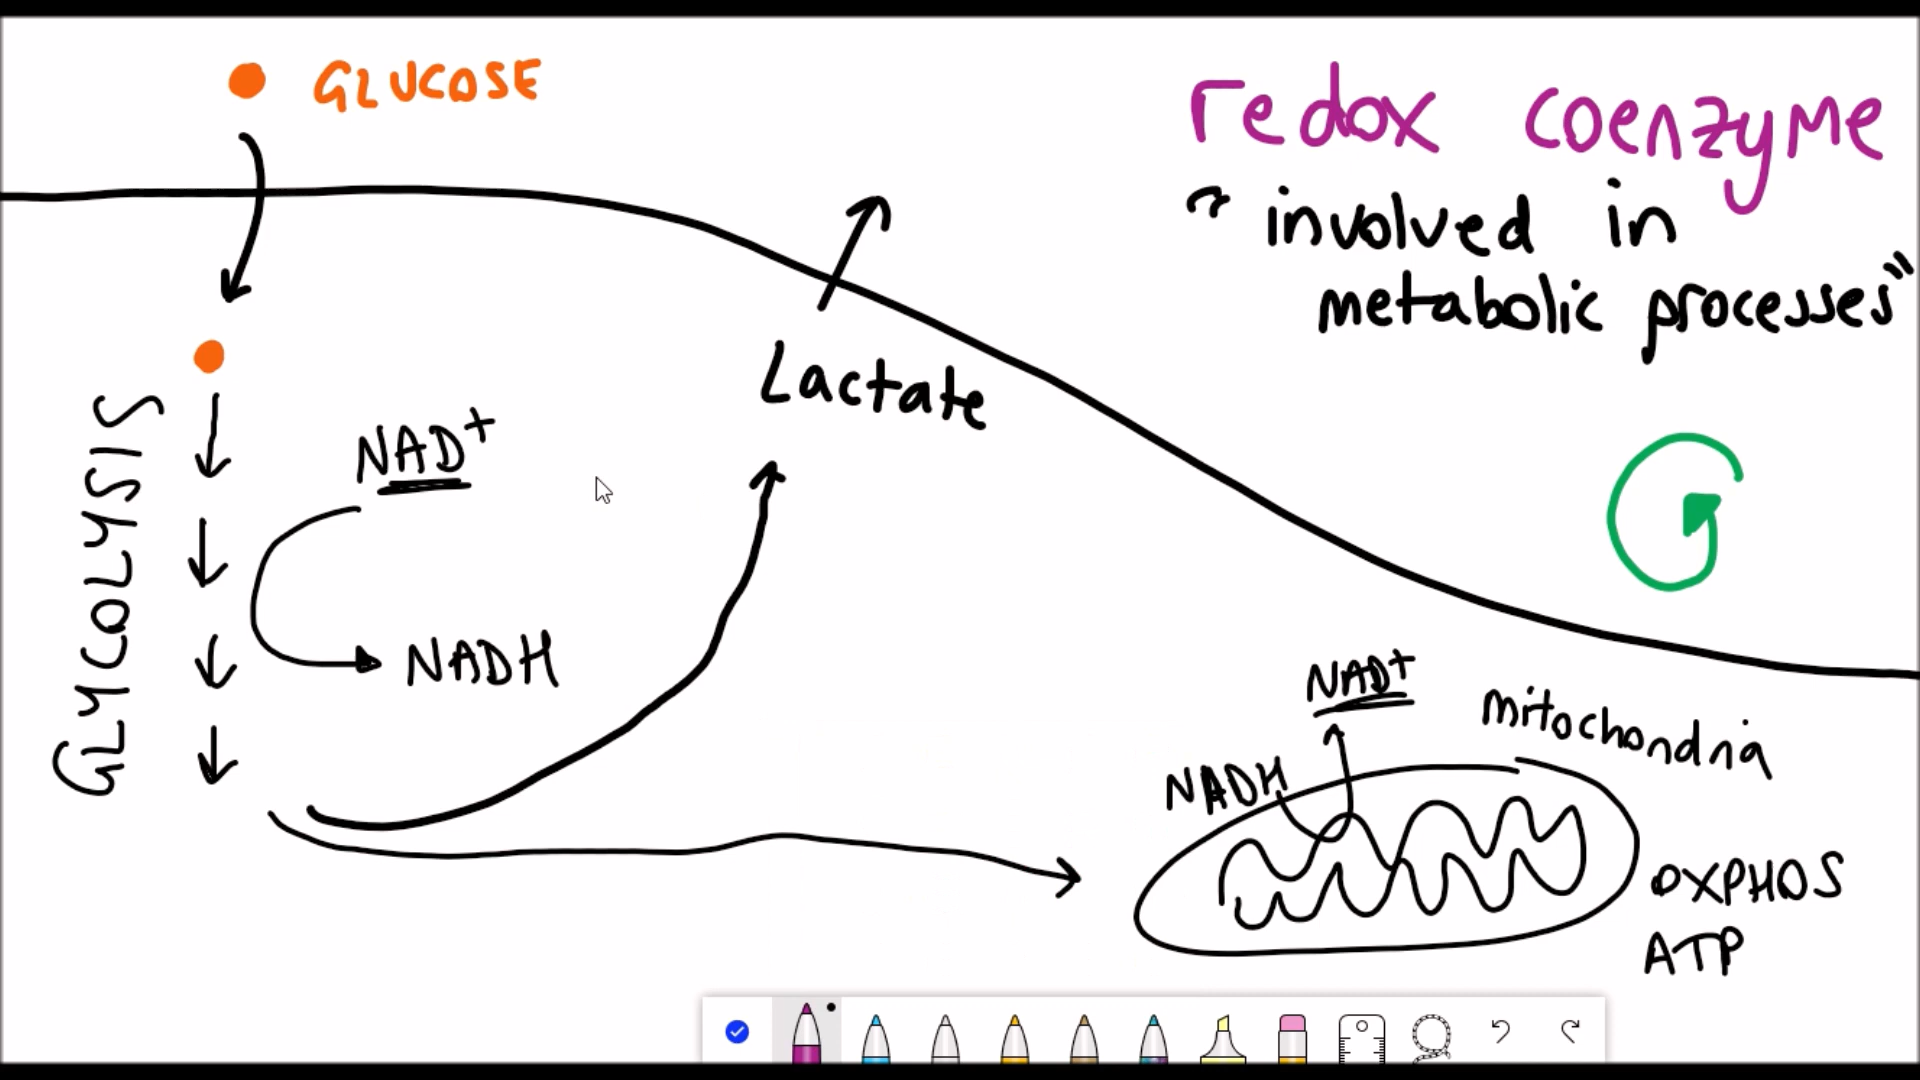 GLUCOSE
redox coenzyme
" involved in
metabolic processes"
Lactate
GLYCOLYSIS
NAD+
NADH
NAD+
mitochondria
NADH
OXPHOS
ATP